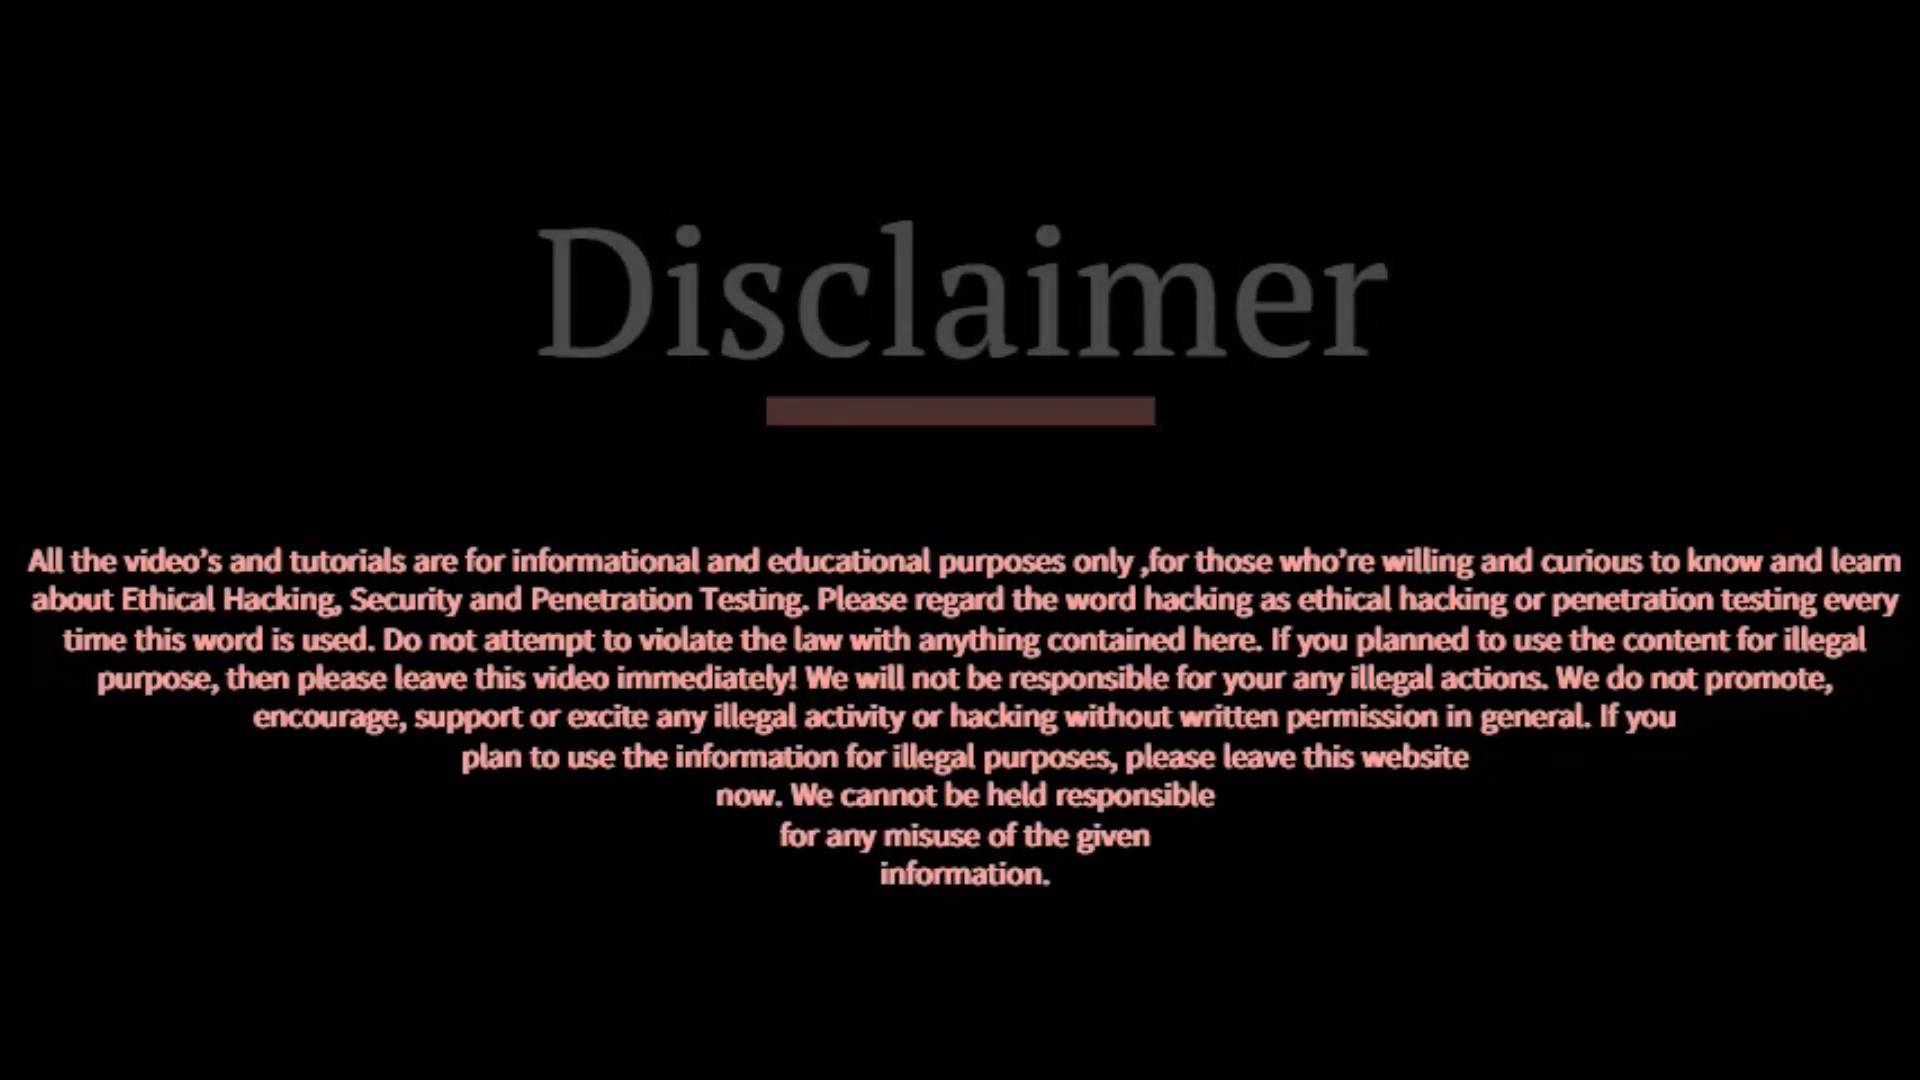 Disclaimer
All the video’s and tutorials are for informational and educational purposes only ,for those who’re willing and curious to know and learn
about Ethical Hacking, Security and Penetration Testing. Please regard the word hacking as ethical hacking or penetration testing every
time this word is used. Do not attempt to violate the law with anything contained here. If you planned to use the content for illegal
purpose, then please leave this video immediately! We will not be responsible for your any illegal actions. We do not promote,
encourage, support or excite any illegal activity or hacking without written permission in general. If you
plan to use the information for illegal purposes, please leave this website
now. We cannot be held responsible
for any misuse of the given
information.